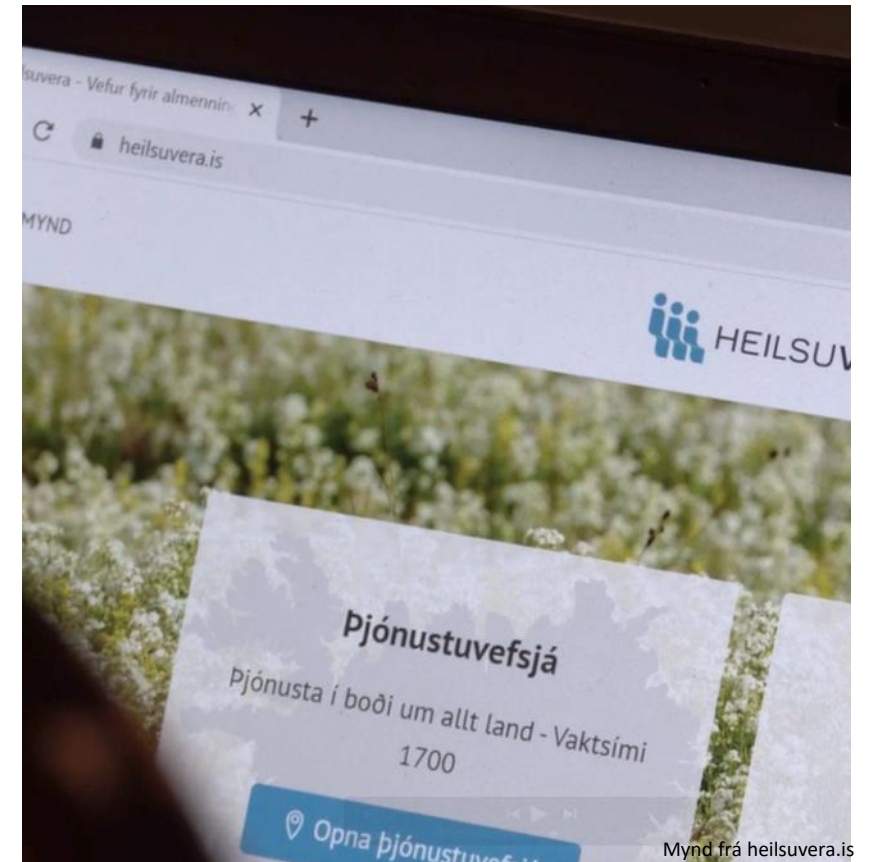 suvera - Vefur fyrir almennin
heilsuvera.is
MYND
HEILSUV
Þjónustuvefsjá
Þjónusta í boði um allt land - Vaktsími
1700
Opna þjónustuvefsjá
Mynd frá heilsuvera.is